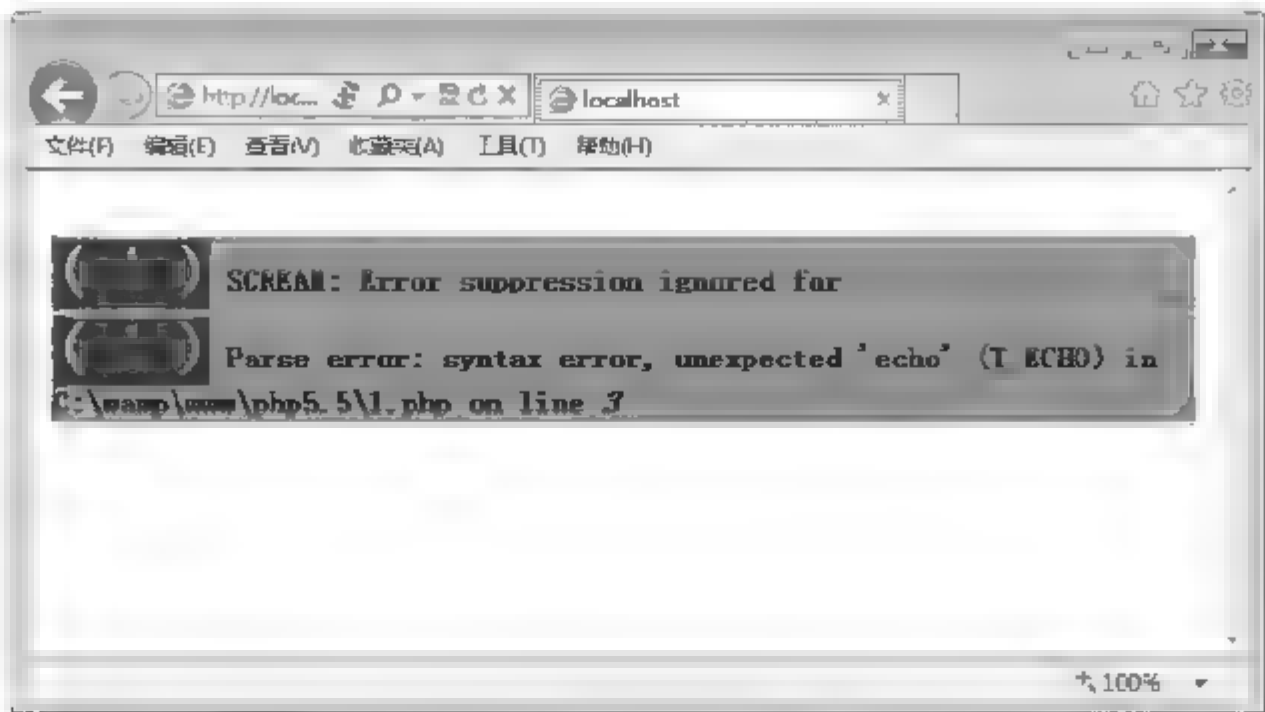 http://loc...
localhost
文件(F) 编辑(E) 查看(V) 收藏夹(A) 工具(T) 帮助(H)
SCREAM: Error suppression ignored for
Parse error: syntax error, unexpected 'echo' (T_ECHO) in
C:\wamp\www\php5.5\1.php on line 3
100%